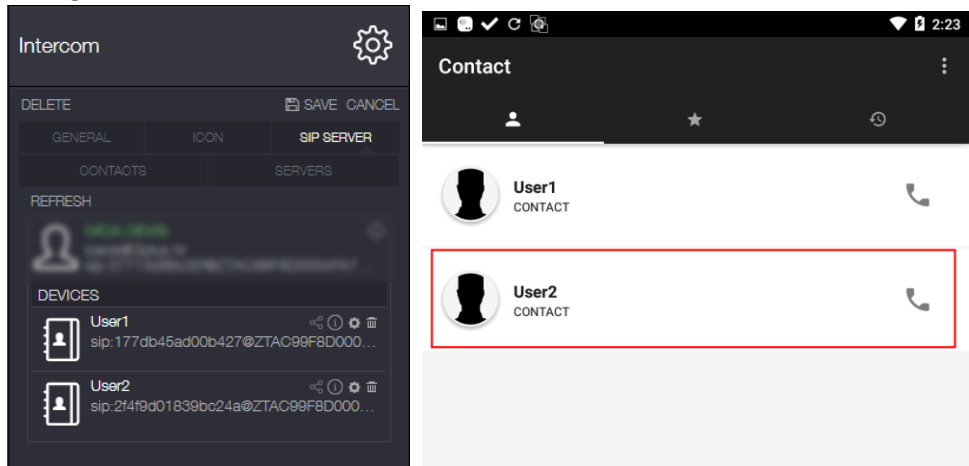 Intercom
DELETE SAVE CANCEL
GENERAL ICON SIP SERVER
CONTACTS SERVERS
REFRESH
DEVICES
User1
sip:177db45ad00b427@ZTAC99F8D000...
User2
sip:2f4f9d01839bc24a@ZTAC99F8D000...
2:23
Contact
User1
CONTACT
User2
CONTACT